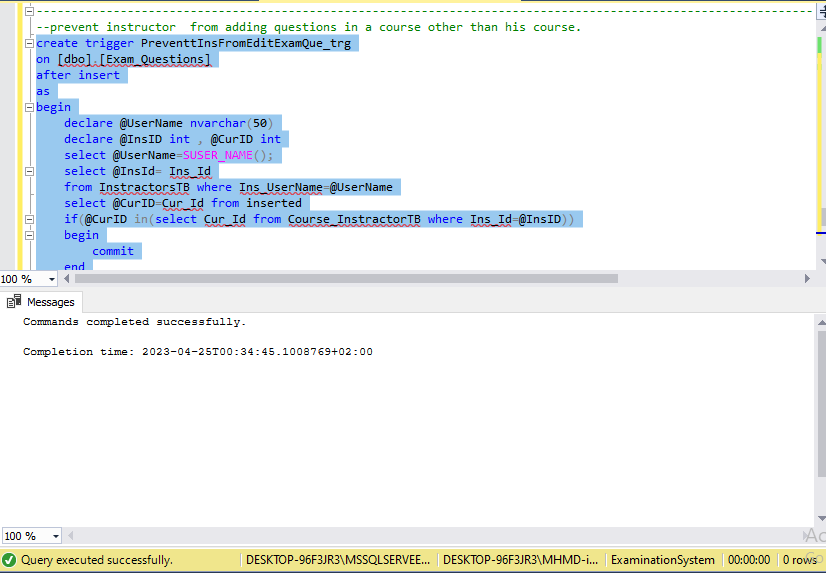 --prevent instructor  from adding questions in a course other than his course.
create trigger PreventtInsFromEditExamQue_trg
on [dbo].[Exam_Questions]
after insert
as
begin
declare @UserName nvarchar(50)
declare @InsID int , @CurID int
select @UserName=SUSER_NAME();
select @InsId= Ins_Id
from InstractorsTB where Ins_UserName=@UserName
select @CurID=Cur_Id from inserted
if(@CurID in(select Cur_Id from Course_InstractorTB where Ins_Id=@InsID))
begin
commit
end
100 %
Messages
Commands completed successfully.
Completion time: 2023-04-25T00:34:45.1008769+02:00
100 %
Query executed successfully.
DESKTOP-96F3JR3\MSSQLSERVEE...
DESKTOP-96F3JR3\MHMD-i...
ExaminationSystem
00:00:00
0 rows